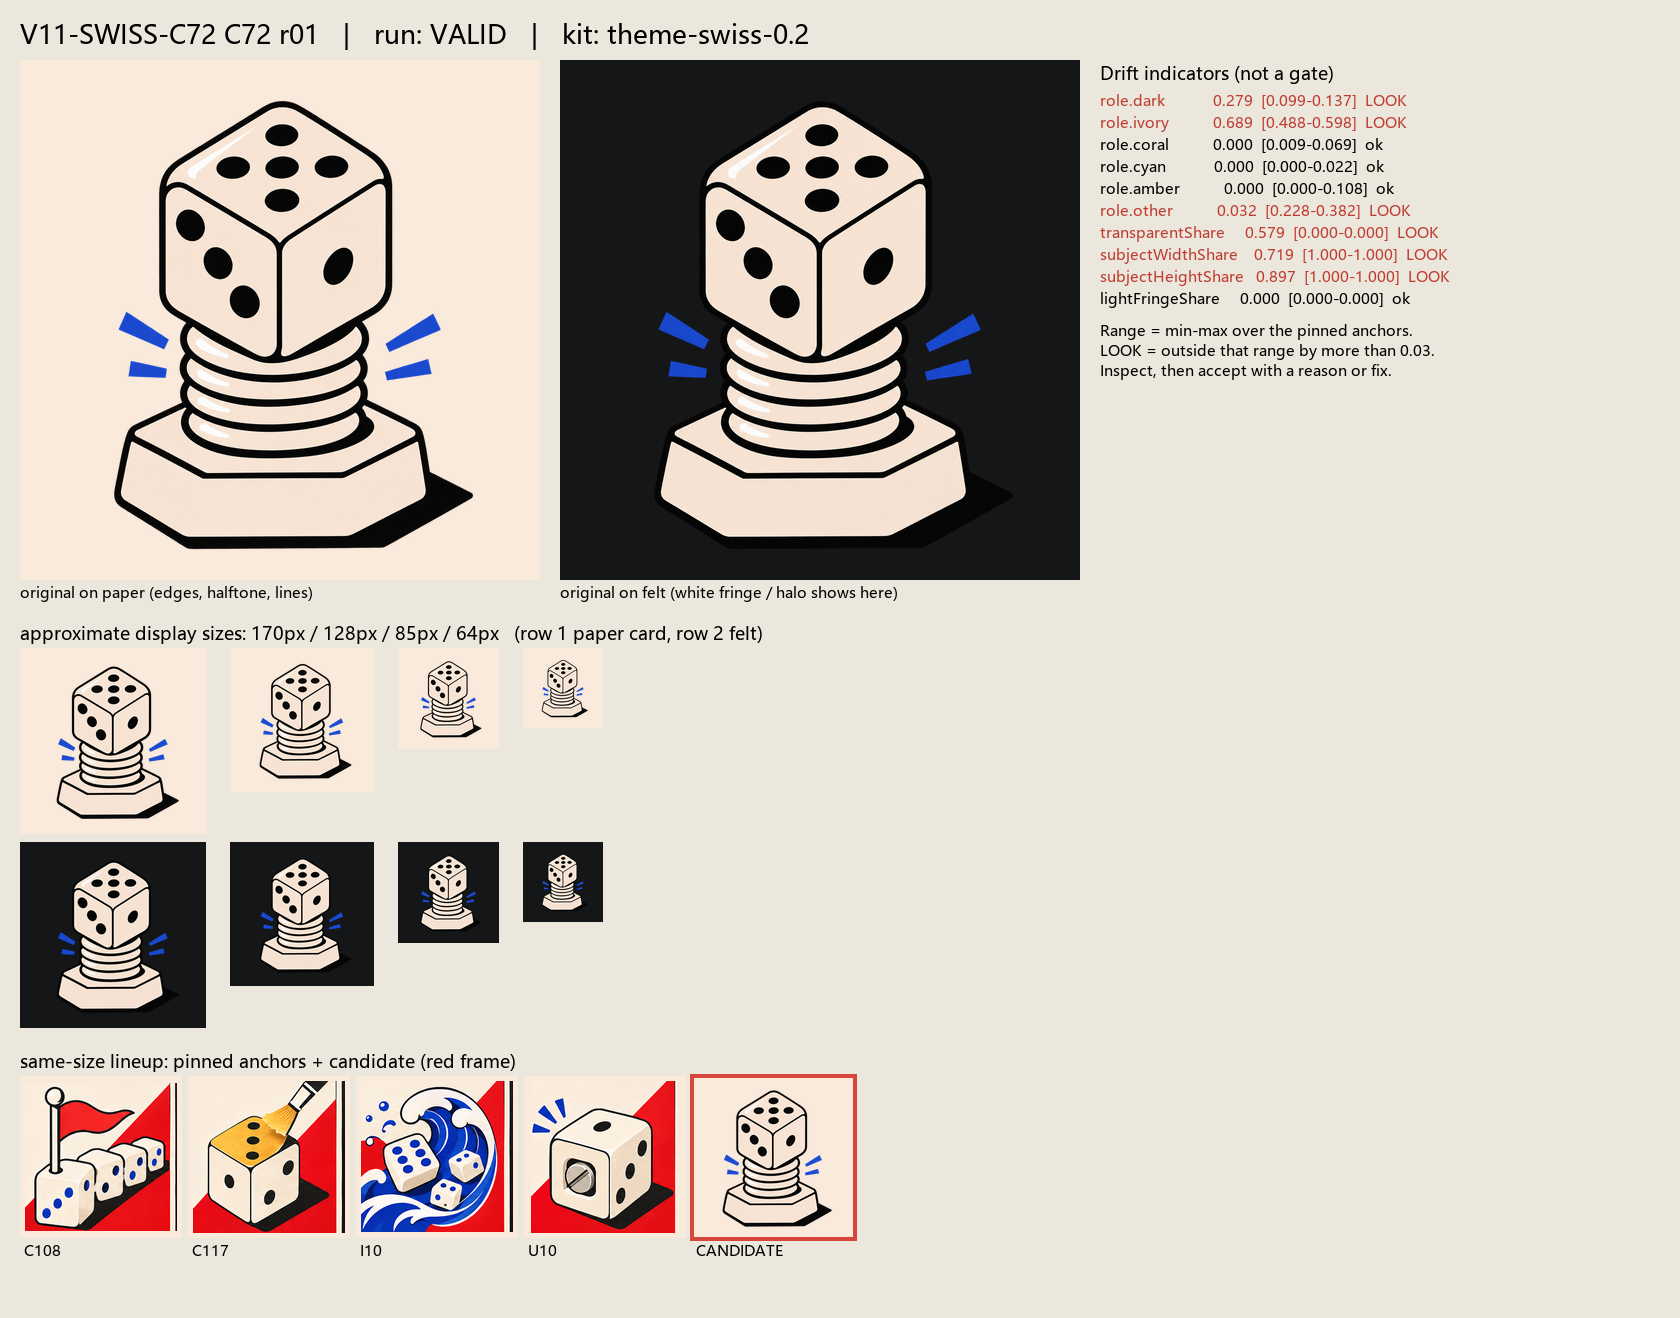 V11-SWISS-C72 C72 r01 | run: VALID | kit: theme-swiss-0.2
Drift indicators (not a gate)
role.dark 0.279 [0.099-0.137] LOOK
role.ivory 0.689 [0.488-0.598] LOOK
role.coral 0.000 [0.009-0.069] ok
role.cyan 0.000 [0.000-0.022] ok
role.amber 0.000 [0.000-0.108] ok
role.other 0.032 [0.228-0.382] LOOK
transparentShare 0.579 [0.000-0.000] LOOK
subjectWidthShare 0.719 [1.000-1.000] LOOK
subjectHeightShare 0.897 [1.000-1.000] LOOK
lightFringeShare 0.000 [0.000-0.000] ok
Range = min-max over the pinned anchors.
LOOK = outside that range by more than 0.03.
Inspect, then accept with a reason or fix.
original on paper (edges, halftone, lines)
original on felt (white fringe / halo shows here)
approximate display sizes: 170px / 128px / 85px / 64px (row 1 paper card, row 2 felt)
same-size lineup: pinned anchors + candidate (red frame)
C108
C117
I10
U10
CANDIDATE